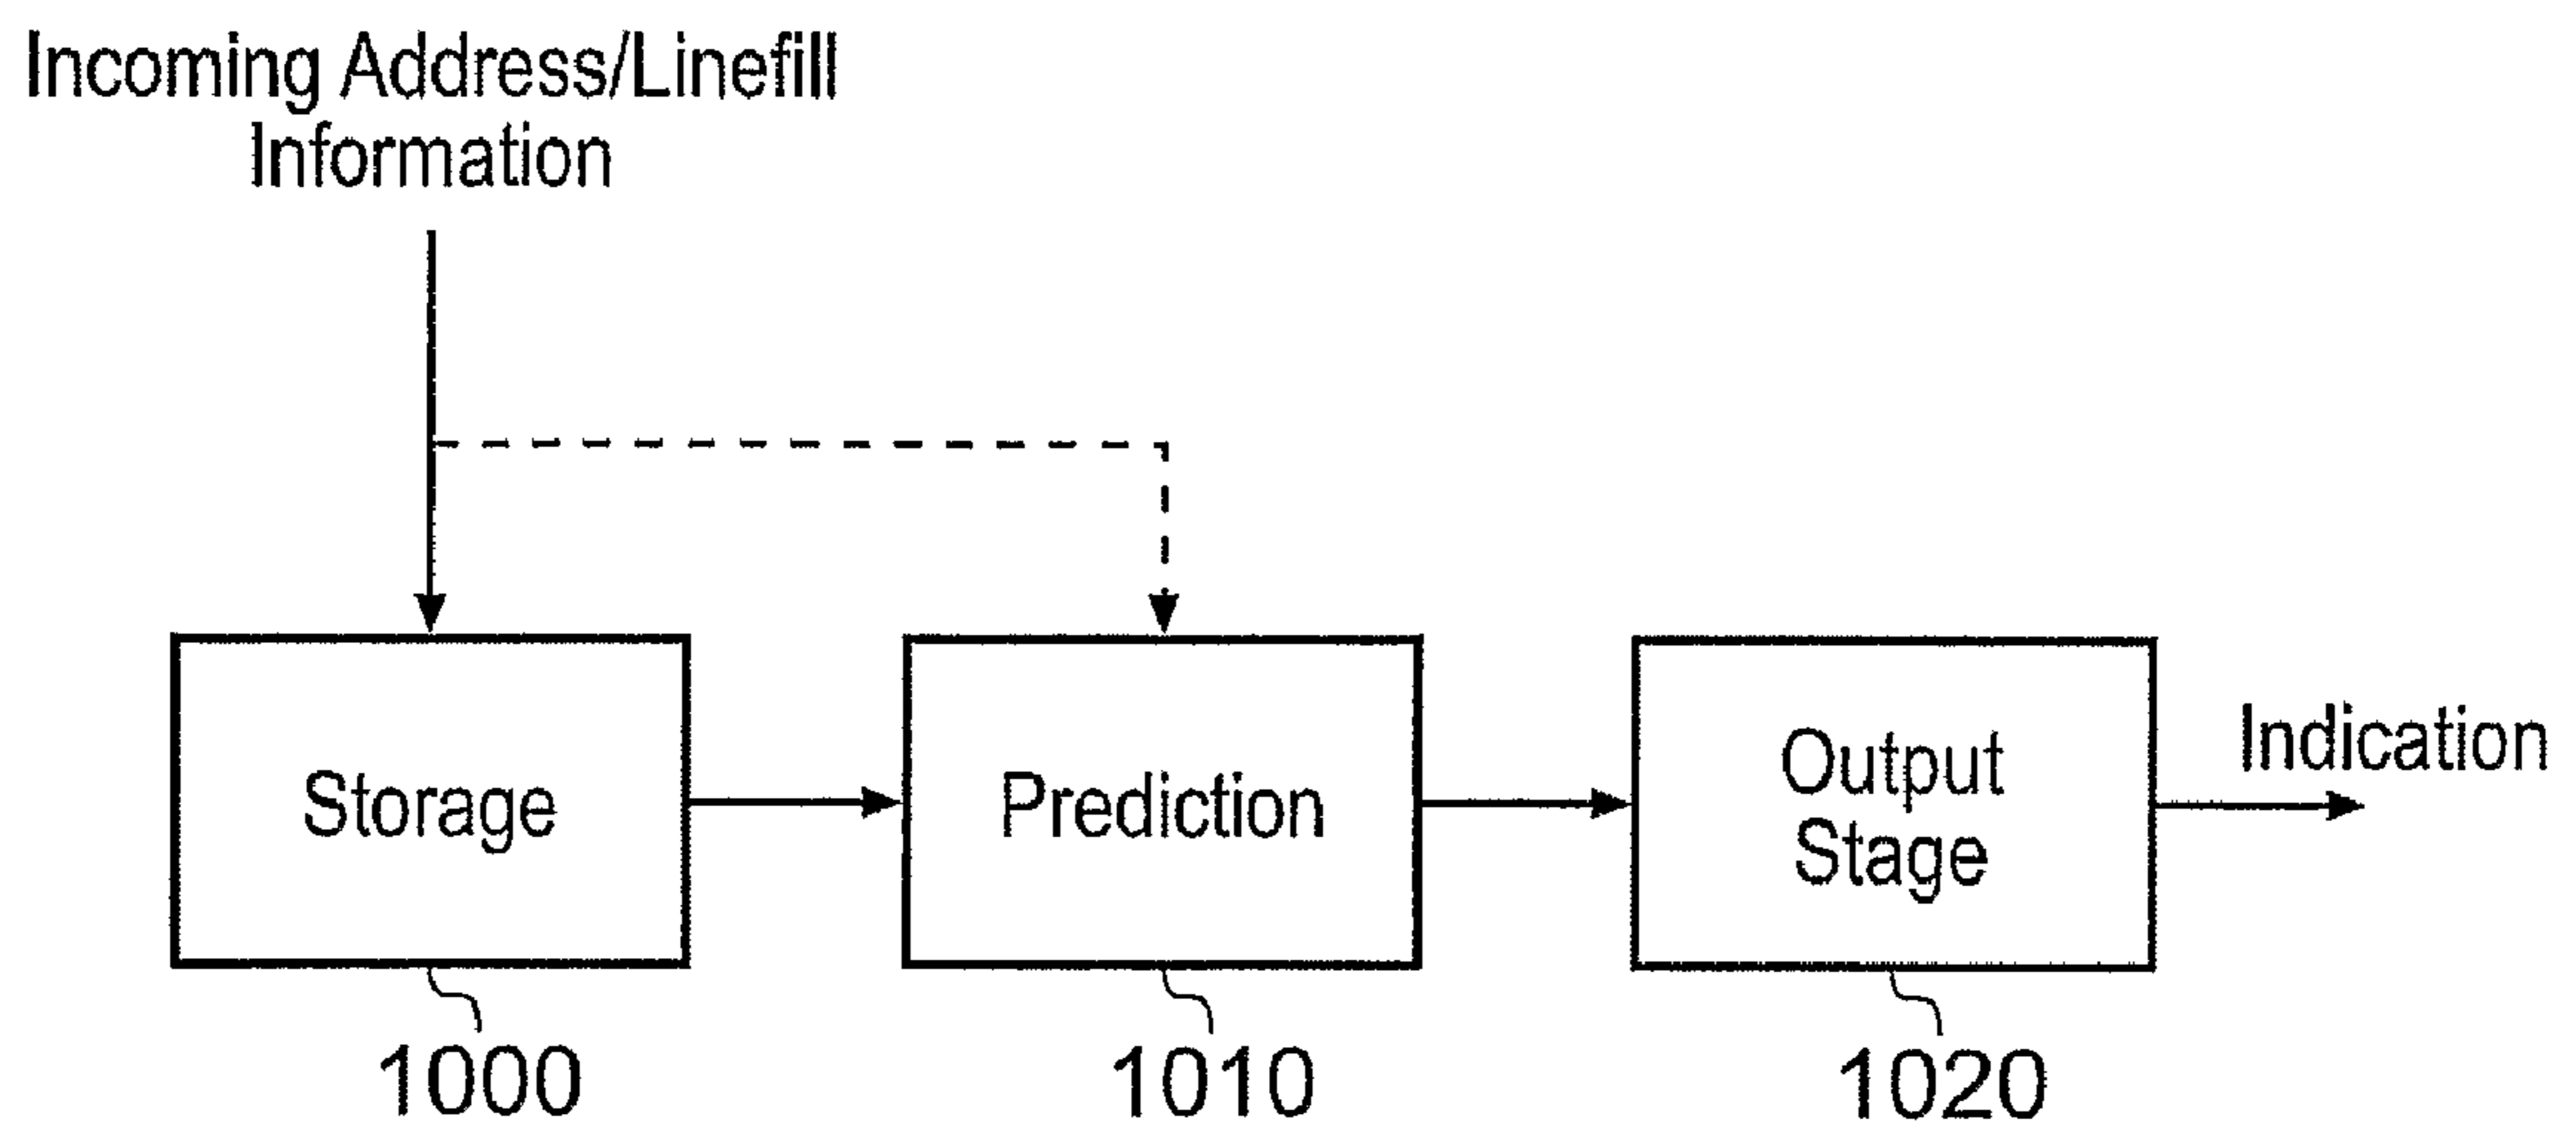 Incoming Address/Linefill
Information
Storage
Prediction
Output
Stage
Indication
1000
1010
1020